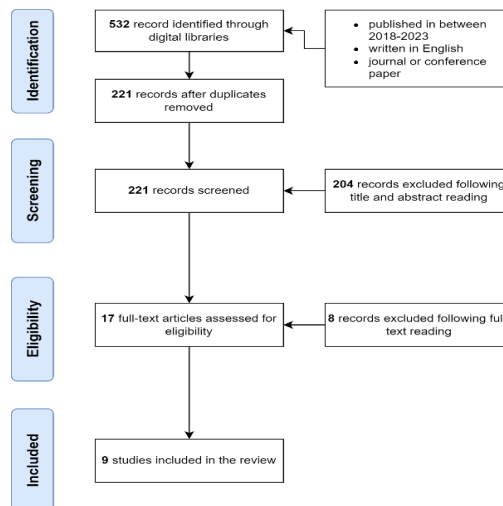 Identification
532 record identified through
digital libraries
• published in between
2018-2023
• written in English
• journal or conference
paper
221 records after duplicates
removed
Screening
221 records screened
204 records excluded following
title and abstract reading
Eligibility
17 full-text articles assessed for
eligibility
8 records excluded following full
text reading
Included
9 studies included in the review